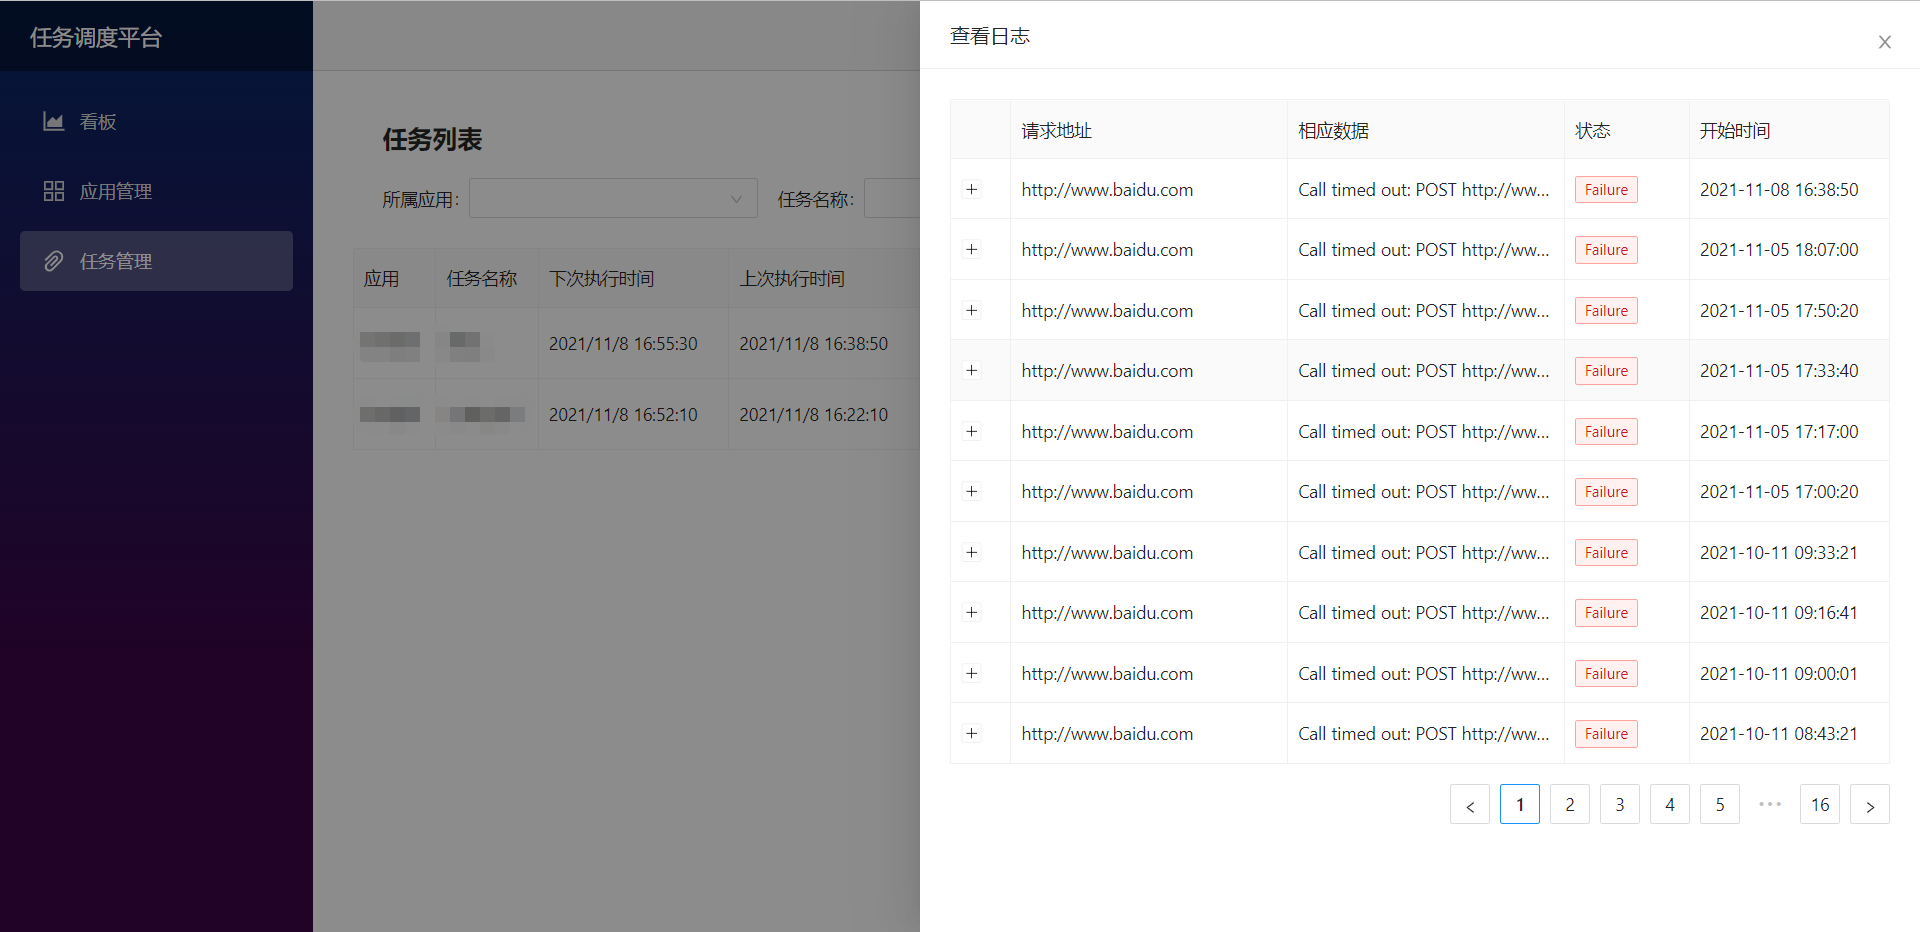 任务调度平台
看板
应用管理
任务管理
任务列表
所属应用:
任务名称:
应用 任务名称 下次执行时间 上次执行时间
2021/11/8 16:55:30 2021/11/8 16:38:50
2021/11/8 16:52:10 2021/11/8 16:22:10
查看日志
请求地址 相应数据 状态 开始时间
http://www.baidu.com Call timed out: POST http://ww... Failure 2021-11-08 16:38:50
http://www.baidu.com Call timed out: POST http://ww... Failure 2021-11-05 18:07:00
http://www.baidu.com Call timed out: POST http://ww... Failure 2021-11-05 17:50:20
http://www.baidu.com Call timed out: POST http://ww... Failure 2021-11-05 17:33:40
http://www.baidu.com Call timed out: POST http://ww... Failure 2021-11-05 17:17:00
http://www.baidu.com Call timed out: POST http://ww... Failure 2021-11-05 17:00:20
http://www.baidu.com Call timed out: POST http://ww... Failure 2021-10-11 09:33:21
http://www.baidu.com Call timed out: POST http://ww... Failure 2021-10-11 09:16:41
http://www.baidu.com Call timed out: POST http://ww... Failure 2021-10-11 09:00:01
http://www.baidu.com Call timed out: POST http://ww... Failure 2021-10-11 08:43:21
< 1 2 3 4 5 ••• 16 >